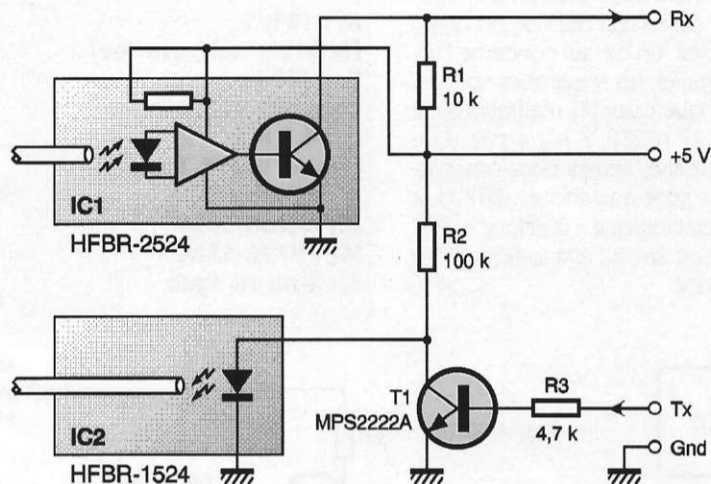 Rx
R1
10 k
+5 V
IC1
HFBR-2524
R2
100 k
IC2
HFBR-1524
T1
MPS2222A
R3
4,7 k
Tx
Gnd